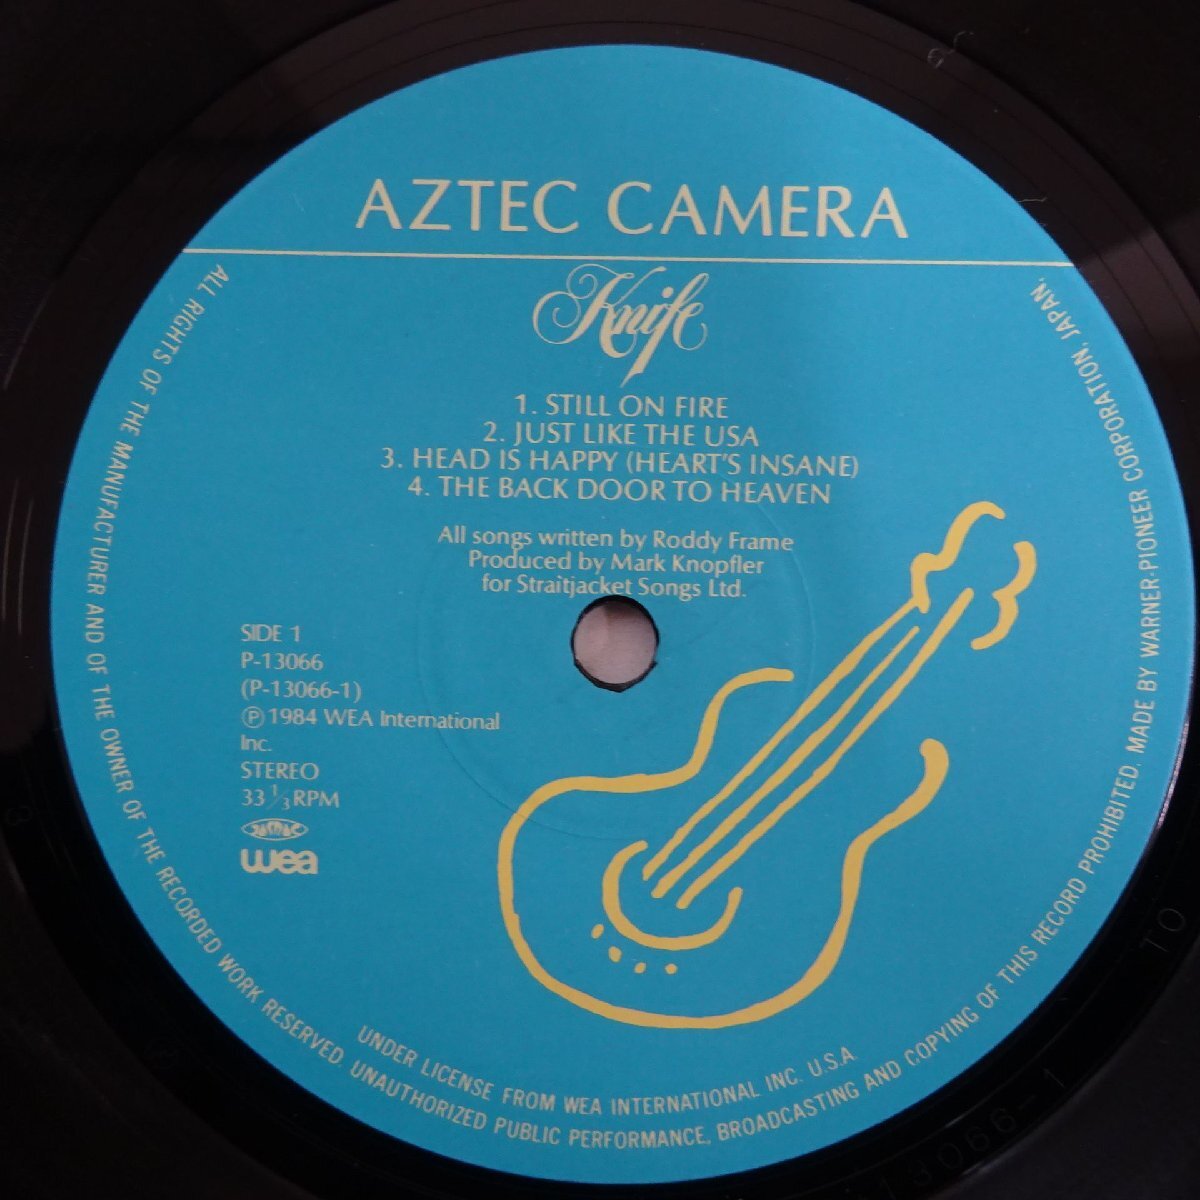 AZTEC CAMERA
Knife
1. STILL ON FIRE
2. JUST LIKE THE USA
3. HEAD IS HAPPY (HEART'S INSANE)
4. THE BACK DOOR TO HEAVEN
All songs written by Roddy Frame
Produced by Mark Knopfler
for Straitjacket Songs Ltd.
SIDE 1
P-13066
(P-13066-1)
Ⓟ 1984 WEA International
Inc.
STEREO
33 1/3 RPM
wea
ALL RIGHTS OF THE MANUFACTURER AND OF THE OWNER OF THE RECORDED WORK RESERVED. UNAUTHORIZED PUBLIC PERFORMANCE, BROADCASTING AND COPYING OF THIS RECORD PROHIBITED. MADE BY WARNER-PIONEER CORPORATION, JAPAN.
UNDER LICENSE FROM WEA INTERNATIONAL INC. U.S.A.
13066-1
TO